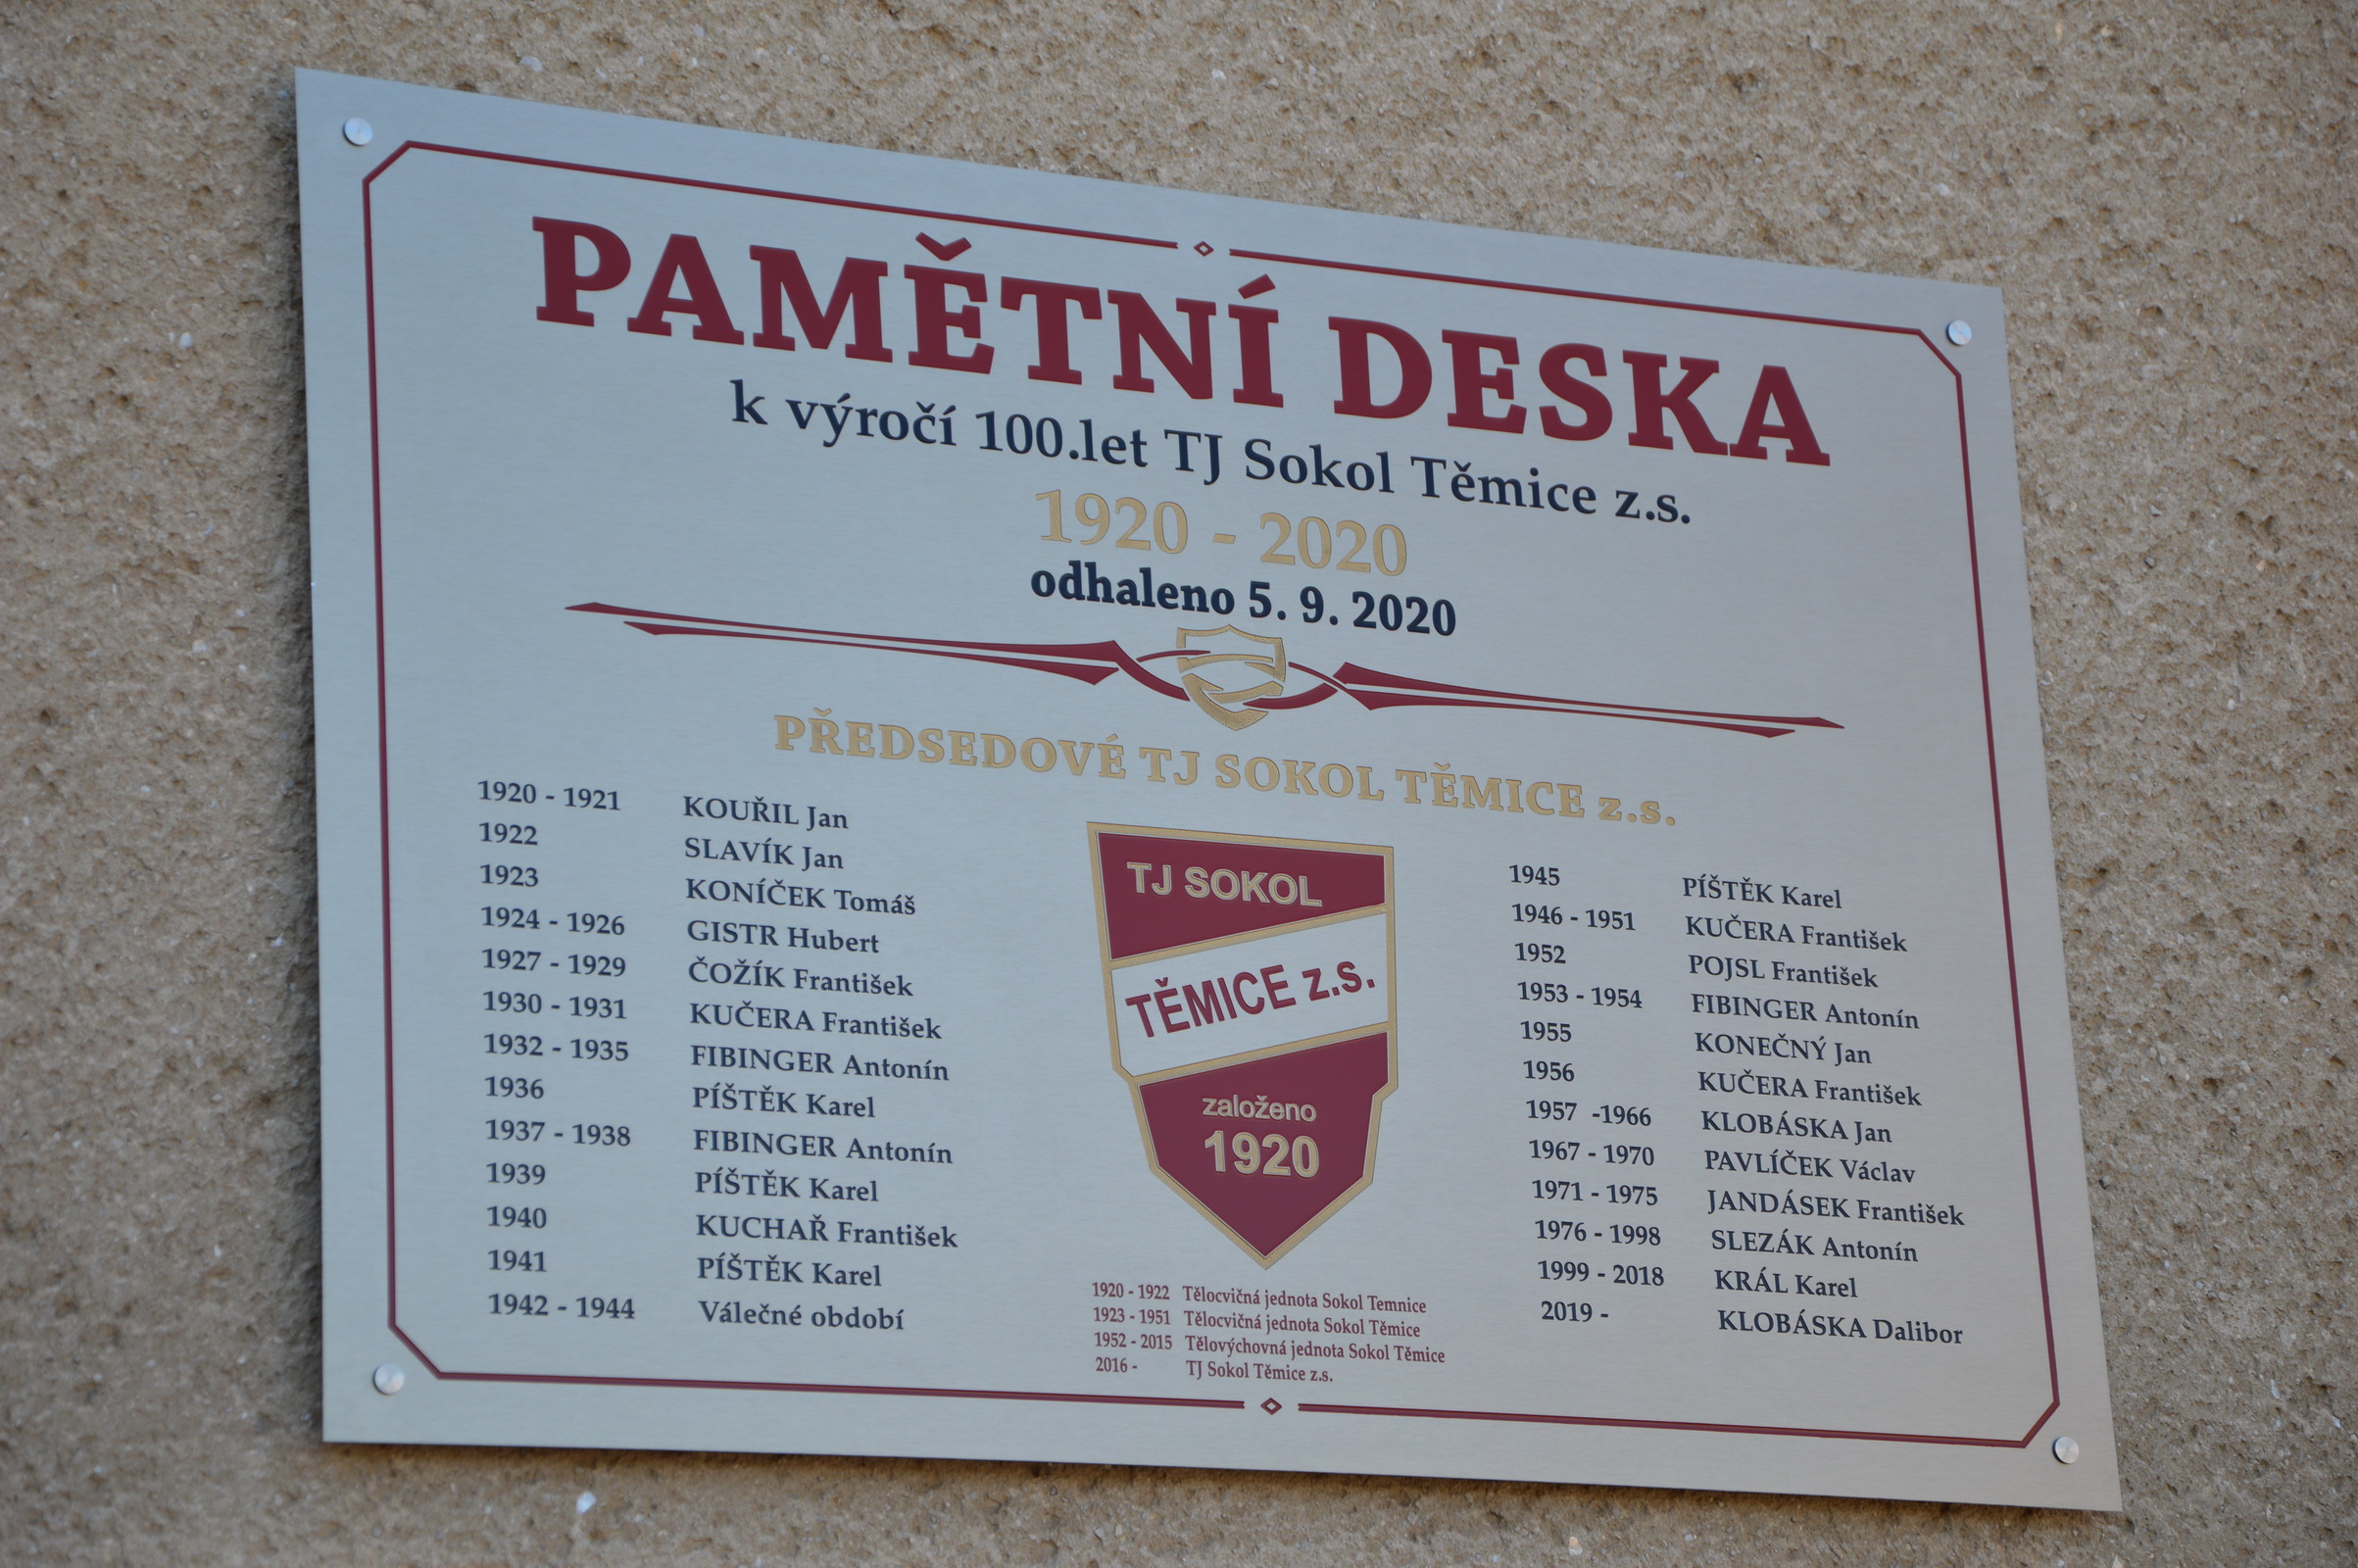 PAMĚTNÍ DESKA
k výročí 100.let TJ Sokol Těmice z.s.
1920 - 2020
odhaleno 5. 9. 2020
PŘEDSEDOVÉ TJ SOKOL TĚMICE z.s.
1920 - 1921 KOUŘIL Jan
1922 SLAVÍK Jan
1923 KONÍČEK Tomáš
1924 - 1926 GISTR Hubert
1927 - 1929 ČOŽÍK František
1930 - 1931 KUČERA František
1932 - 1935 FIBINGER Antonín
1936 PÍŠTĚK Karel
1937 - 1938 FIBINGER Antonín
1939 PÍŠTĚK Karel
1940 KUCHAŘ František
1941 PÍŠTĚK Karel
1942 - 1944 Válečné období
TJ SOKOL
TĚMICE z.s.
založeno
1920
1920 - 1922 Tělocvičná jednota Sokol Temnice
1923 - 1951 Tělocvičná jednota Sokol Těmice
1952 - 2015 Tělovýchovná jednota Sokol Těmice
2016 - TJ Sokol Těmice z.s.
1945 PÍŠTĚK Karel
1946 - 1951 KUČERA František
1952 POJSL František
1953 - 1954 FIBINGER Antonín
1955 KONEČNÝ Jan
1956 KUČERA František
1957 -1966 KLOBÁSKA Jan
1967 - 1970 PAVLÍČEK Václav
1971 - 1975 JANDÁSEK František
1976 - 1998 SLEZÁK Antonín
1999 - 2018 KRÁL Karel
2019 - KLOBÁSKA Dalibor